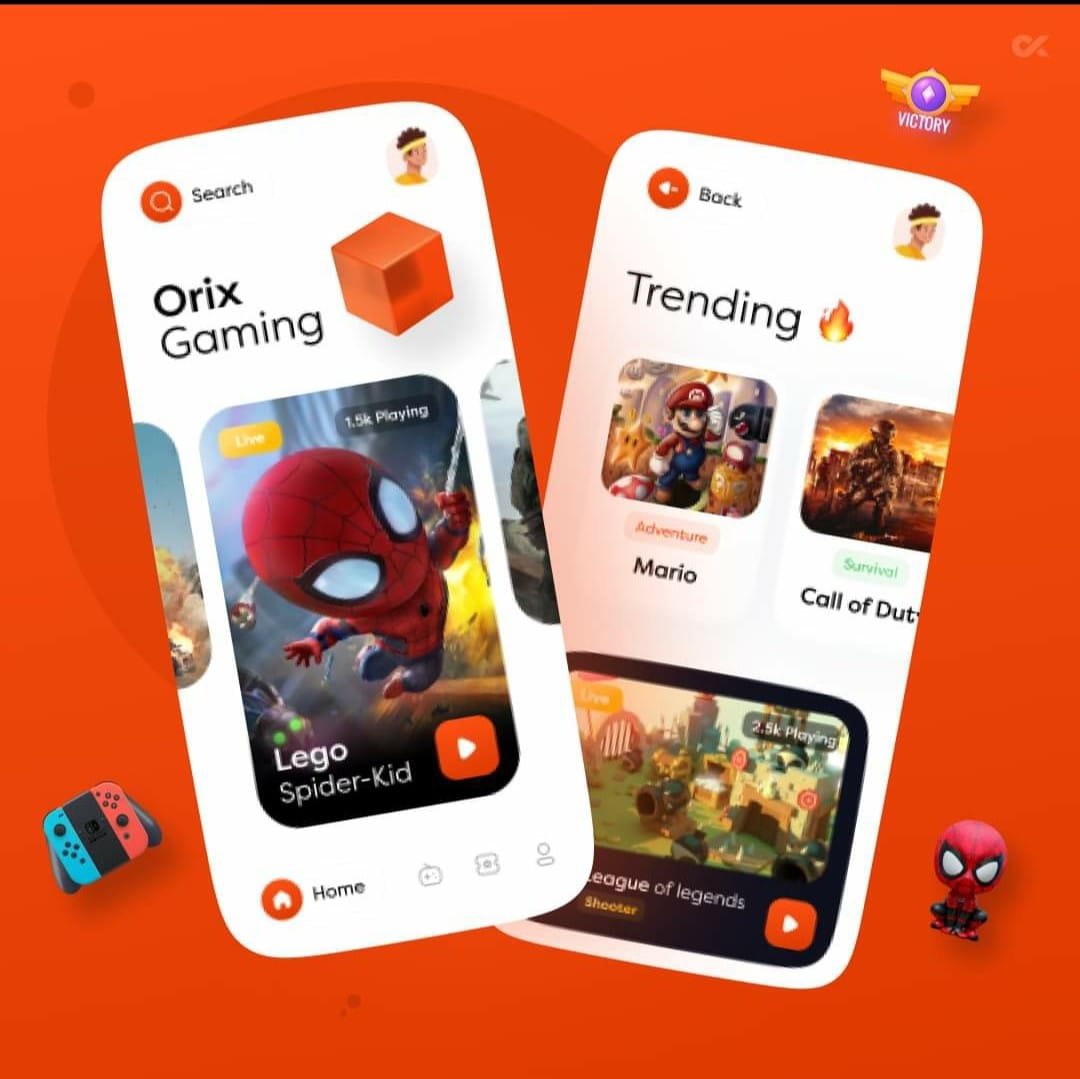 VICTORY
Search
Orix
Gaming
Live
1.5k Playing
Lego
Spider-Kid
Home
Back
Trending 🔥
Adventure
Mario
Survival
Call of Dut
Live
2.5k Playing
League of legends
Shooter